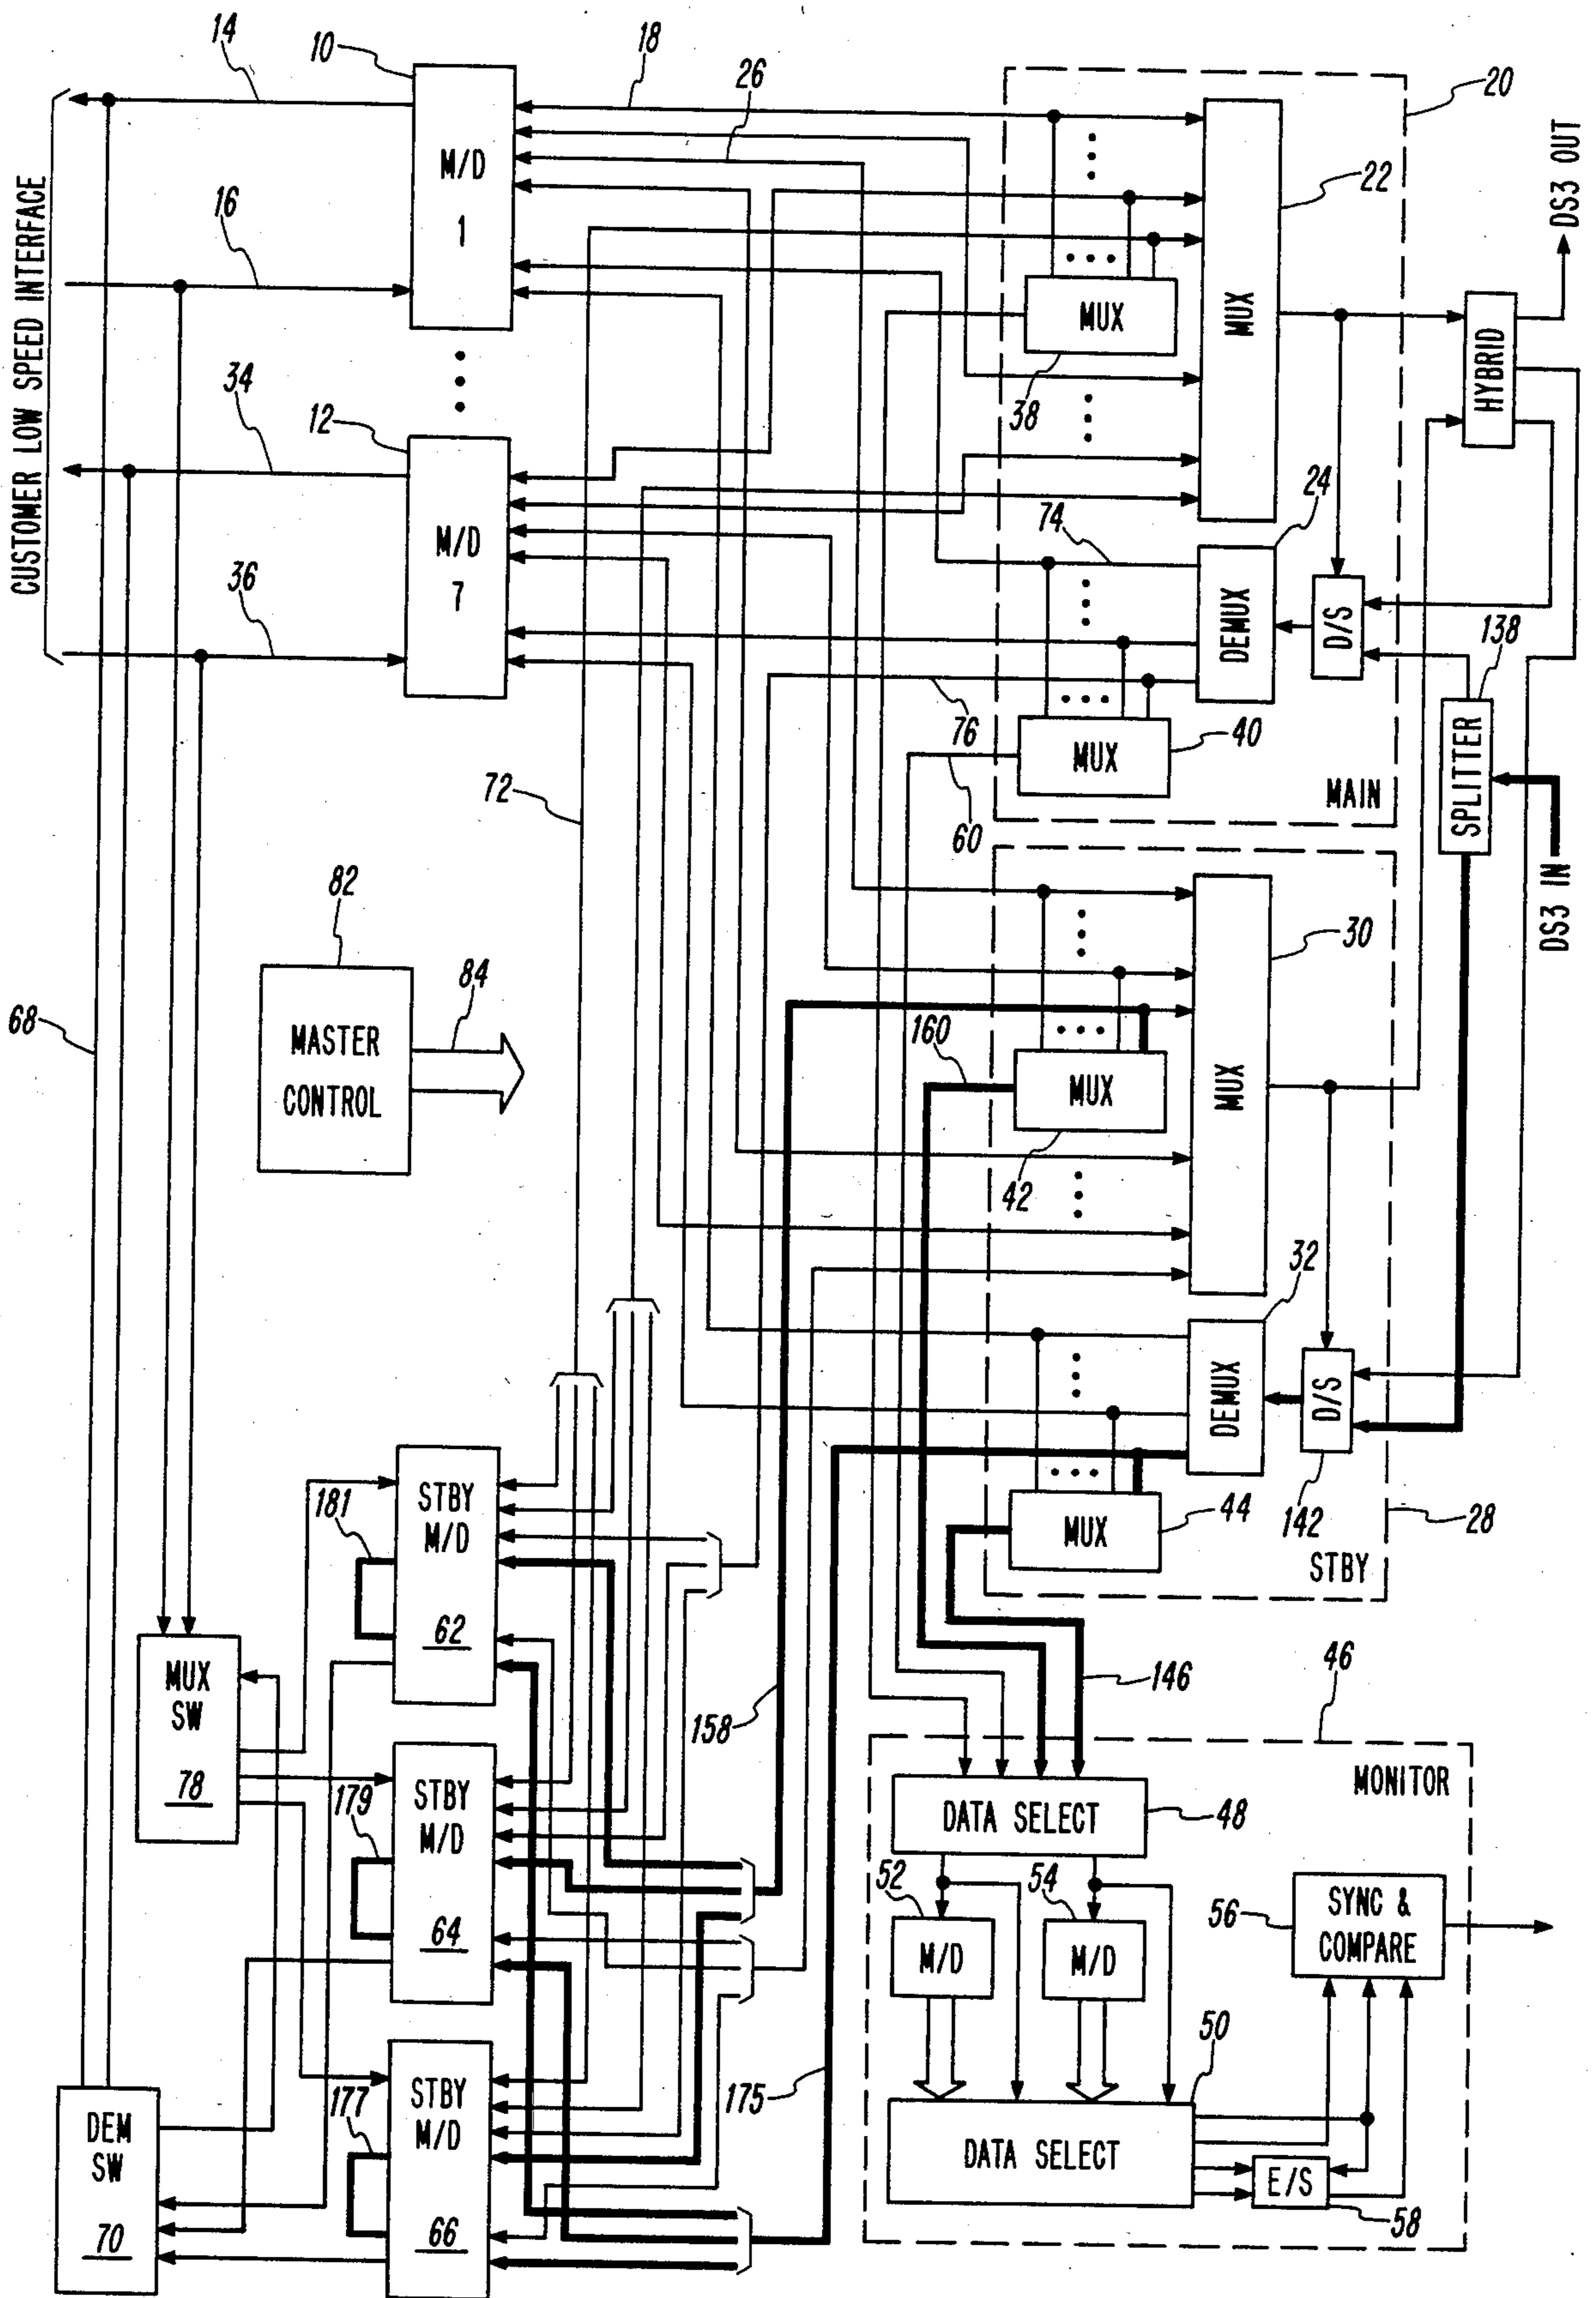 14
10
18
26
20
DS3 OUT
CUSTOMER LOW SPEED INTERFACE
M/D
1
22
16
MUX
MUX
HYBRID
34
38
12
24
M/D
7
74
36
DEMUX
D/S
138
76
40
MUX
SPLITTER
72
60
MAIN
82
DS3 IN
30
84
68
160
MASTER
CONTROL
MUX
MUX
42
32
DEMUX
D/S
181
STBY
M/D
62
MUX
44
142
28
STBY
MUX
SW
78
146
46
158
MONITOR
179
STBY
M/D
64
DATA SELECT
48
52
54
56
SYNC &
COMPARE
M/D
M/D
50
177
STBY
M/D
66
175
DEM
SW
70
DATA SELECT
E/S
58